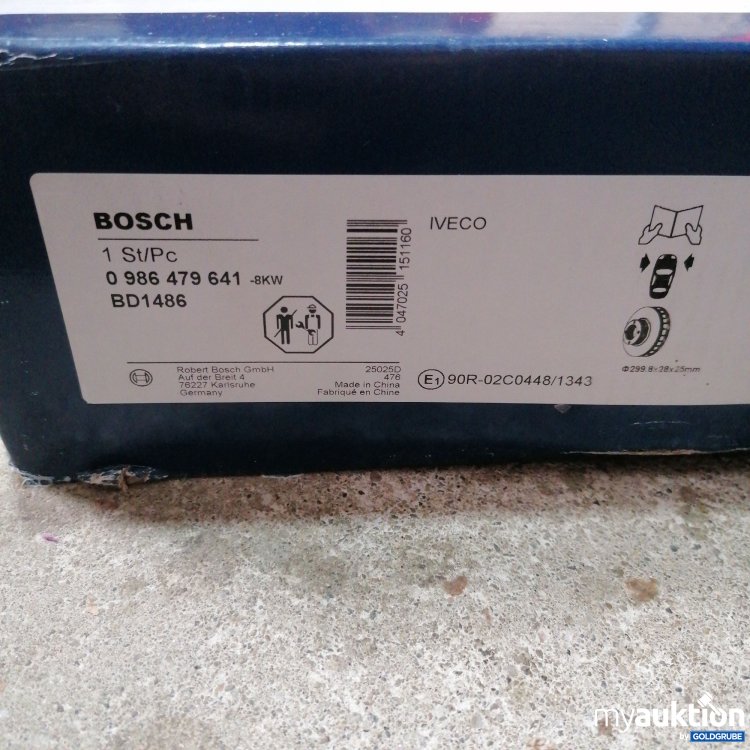 BOSCH
1 St/Pc
0 986 479 641 -8KW
BD1486
Robert Bosch GmbH
Auf der Breit 4
76227 Karlsruhe
Germany
25025D
476
Made in China
Fabriqué en Chine
4 047025 151160
IVECO
E1 90R-02C0448/1343
Φ299.8x38x25mm
myauktion
by GOLDGRUBE